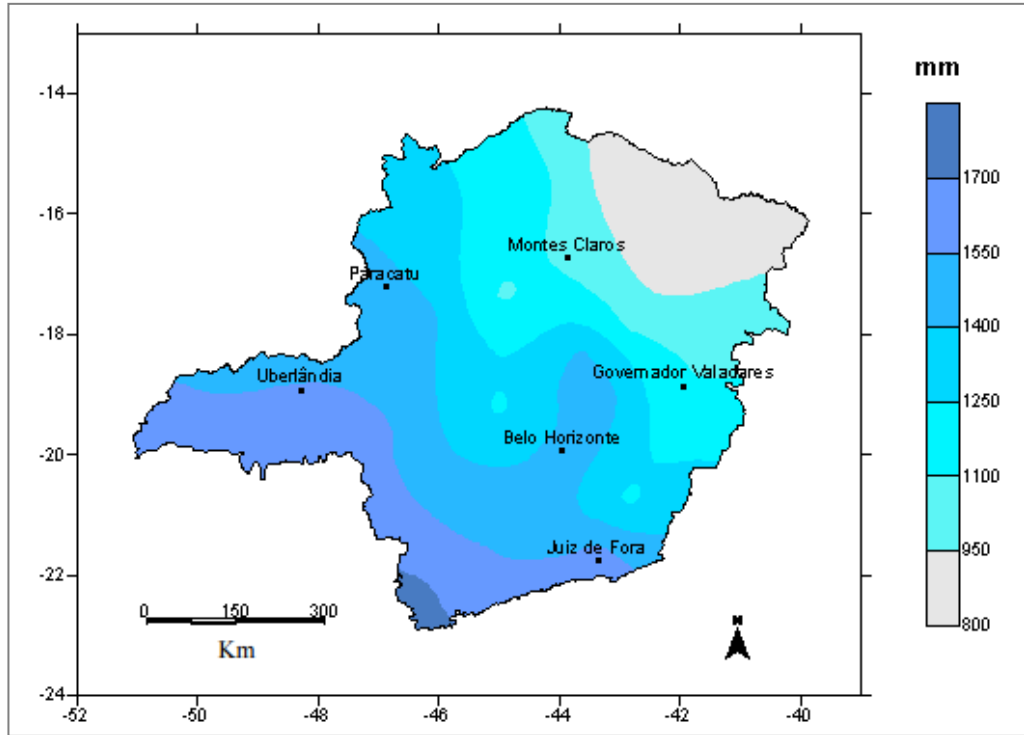 mm
-14
1700
-16
1550
Montes Claros
Paracatu
1400
-18
Uberlândia
Governador Valadares
1250
Belo Horizonte
-20
1100
Juiz de Fora
950
-22
0 150 300
N
800
Km
-24
-52 -50 -48 -46 -44 -42 -40